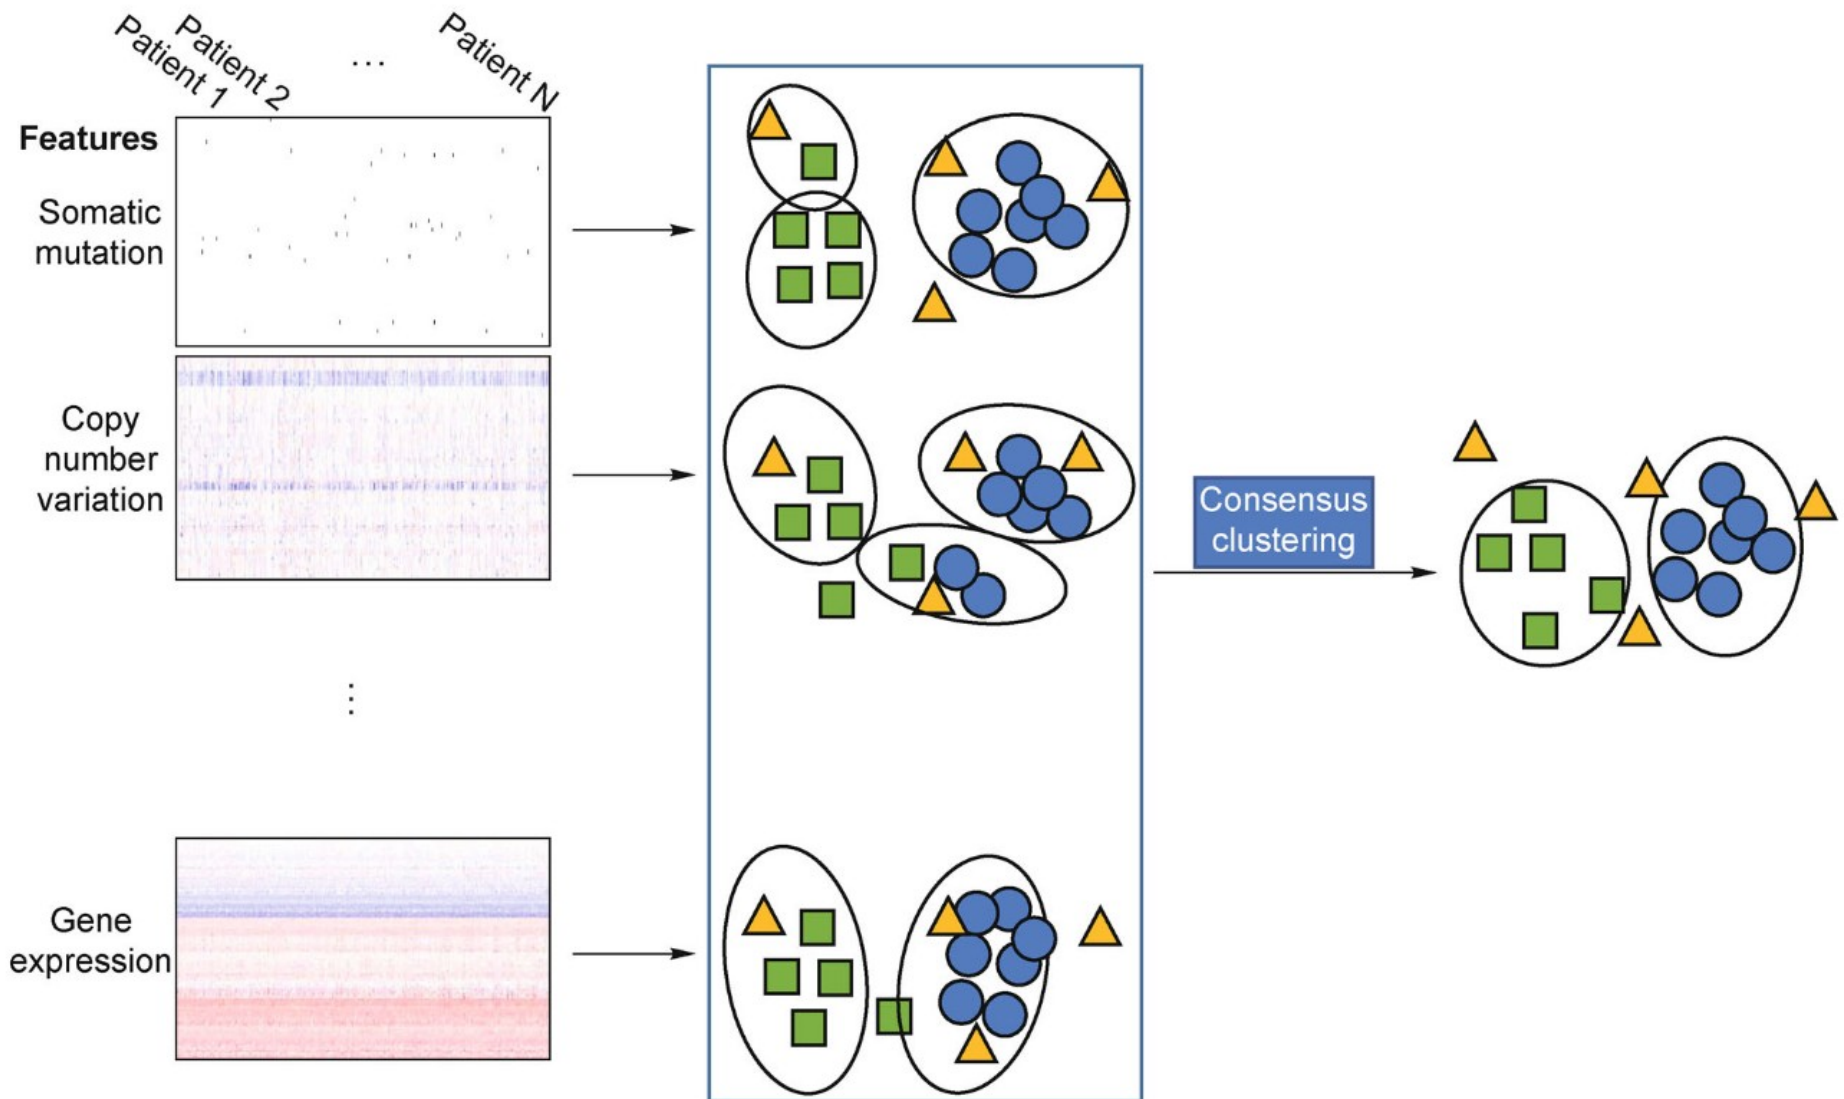 Patient 1
Patient 2
...
Patient N
Features
Somatic
mutation
Copy
number
variation
⋮
Gene
expression
Consensus
clustering